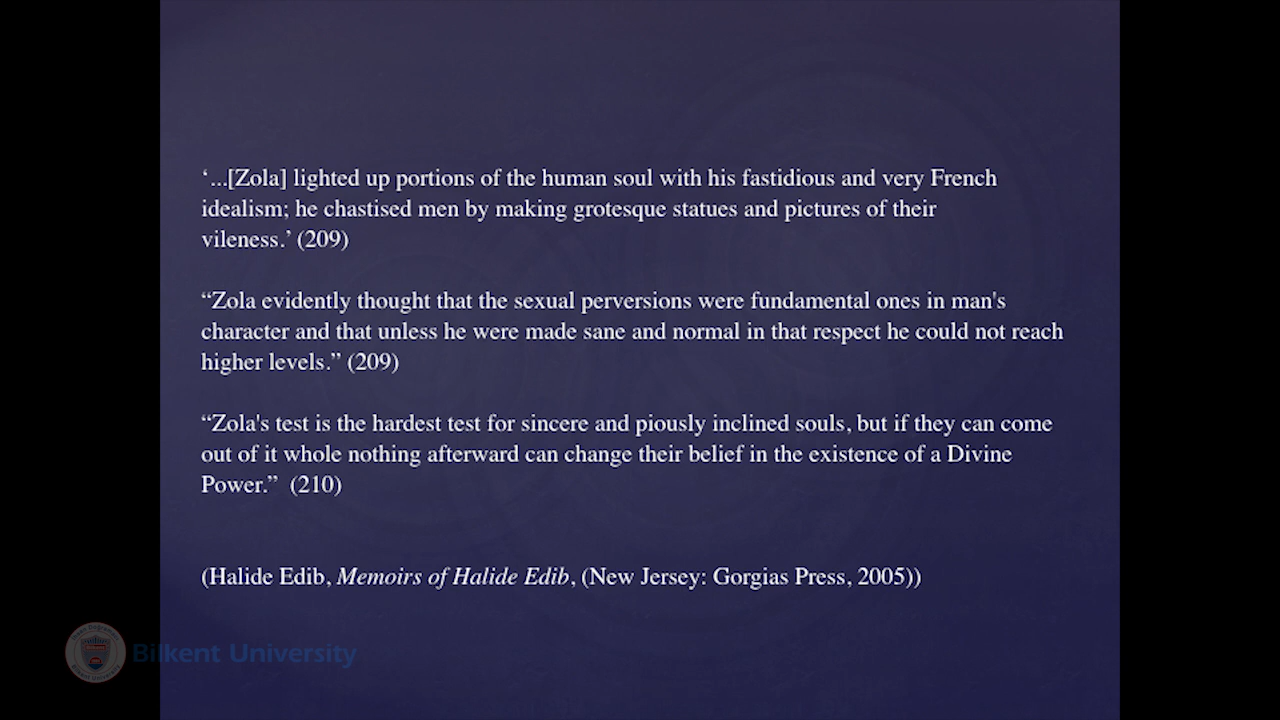 ‘...[Zola] lighted up portions of the human soul with his fastidious and very French
idealism; he chastised men by making grotesque statues and pictures of their
vileness.’ (209)
“Zola evidently thought that the sexual perversions were fundamental ones in man's
character and that unless he were made sane and normal in that respect he could not reach
higher levels.” (209)
“Zola's test is the hardest test for sincere and piously inclined souls, but if they can come
out of it whole nothing afterward can change their belief in the existence of a Divine
Power.” (210)
(Halide Edib, Memoirs of Halide Edib, (New Jersey: Gorgias Press, 2005))
Bilkent University